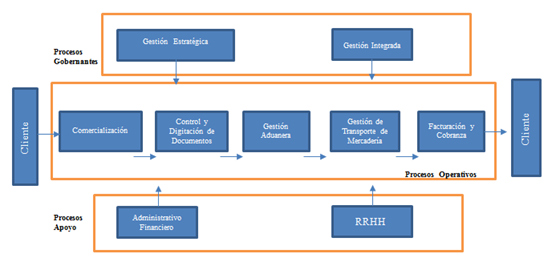 Gestión Estratégica
Gestión Integrada
Procesos
Gobernantes
Cliente
Comercialización
Control y
Digitación de
Documentos
Gestión
Aduanera
Gestión de
Transporte de
Mercadería
Facturación y
Cobranza
Cliente
Procesos Operativos
Procesos
Apoyo
Administrativo
Financiero
RRHH